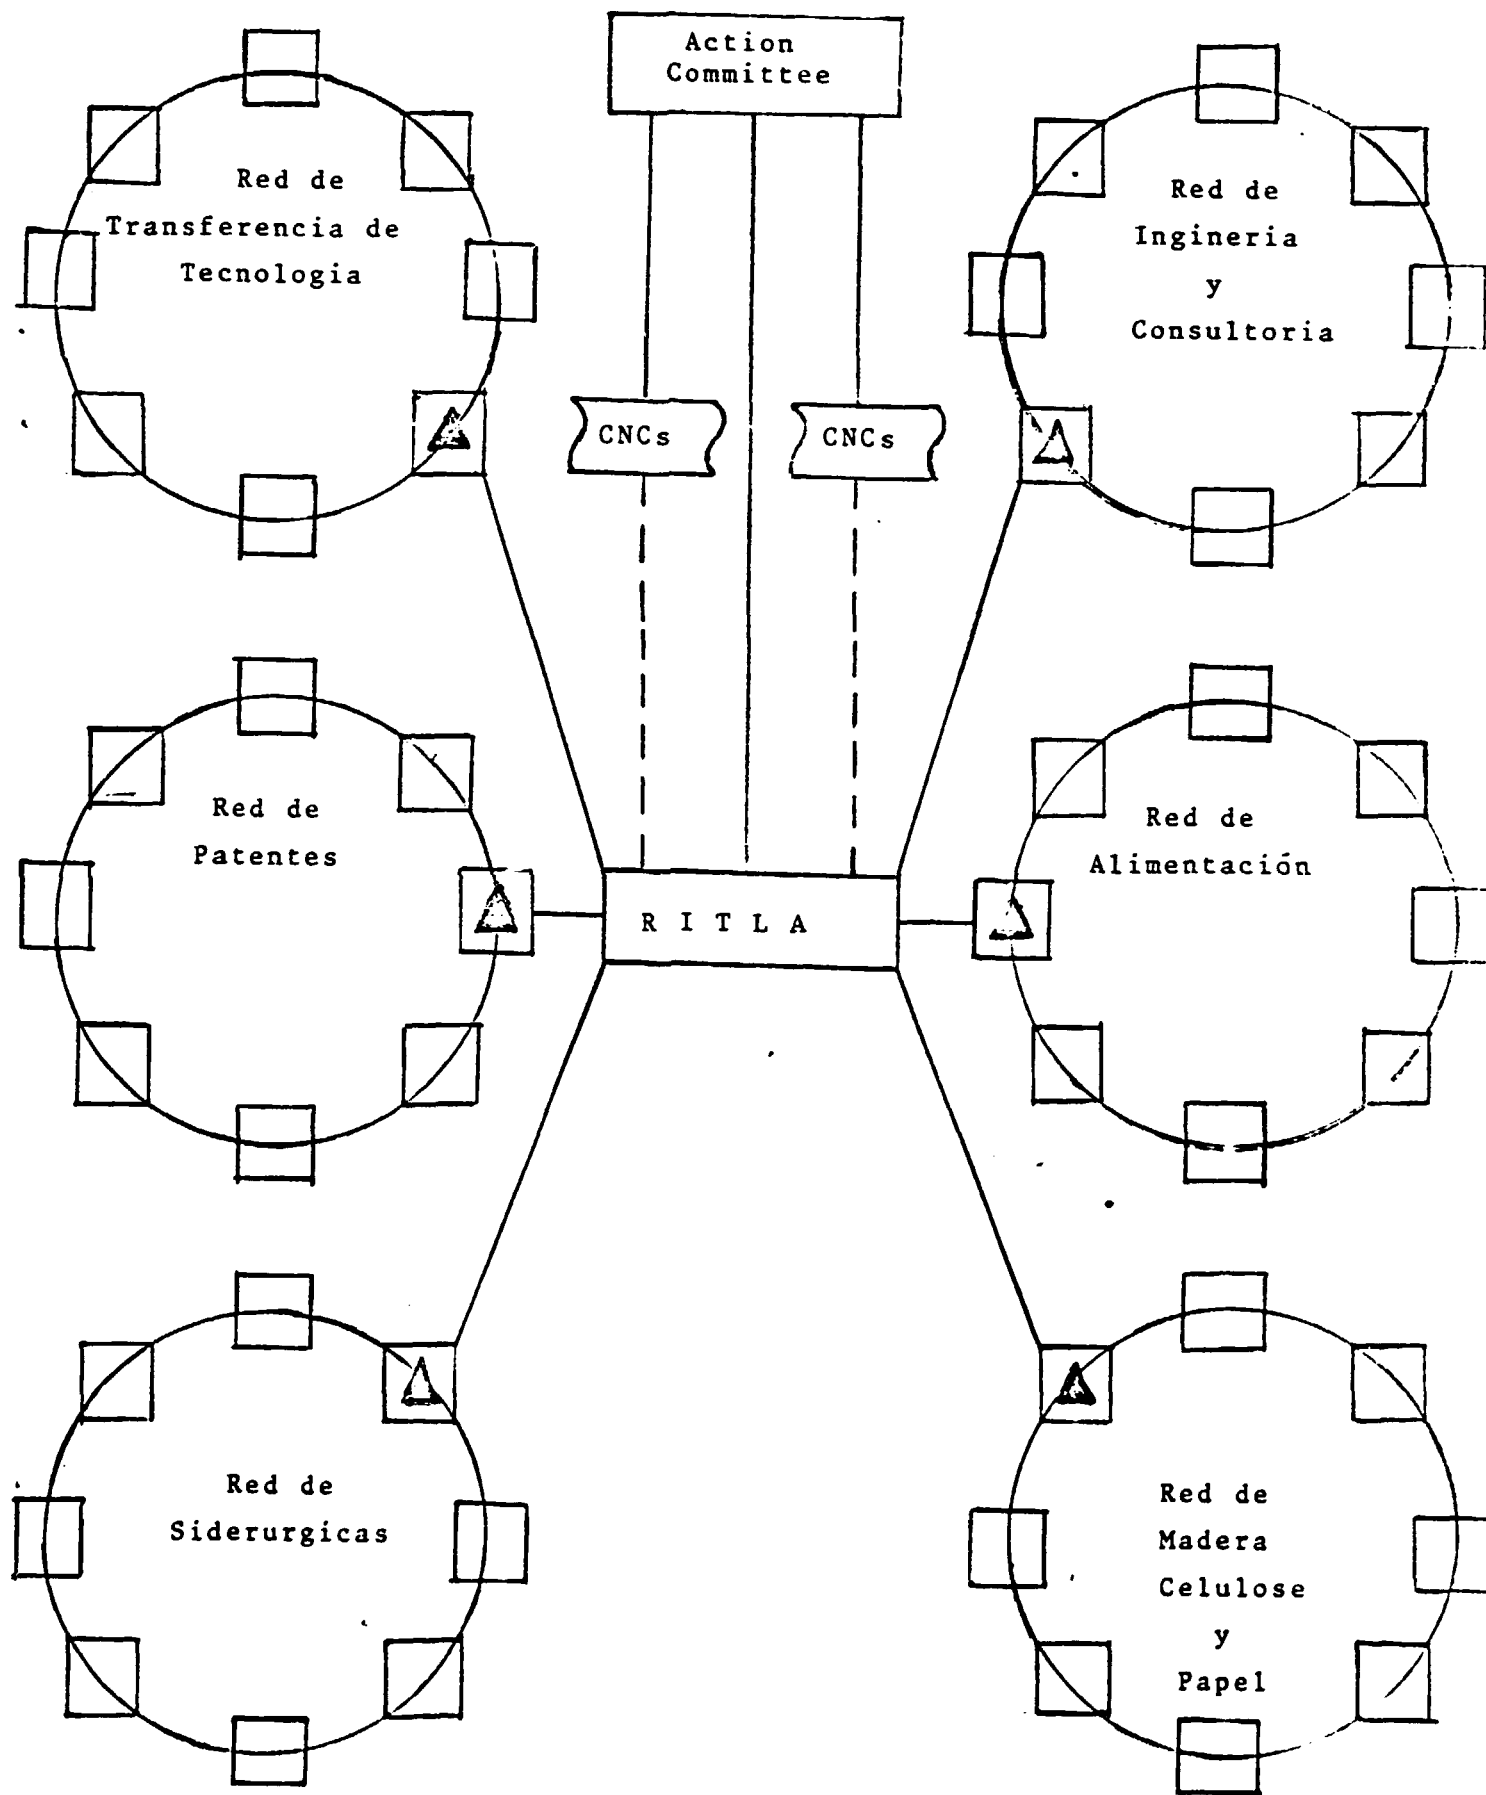 Action
Committee
Red de
Transferencia de
Tecnologia
Red de
Ingineria
y
Consultoria
CNCs
CNCs
Red de
Patentes
Red de
Alimentación
R I T L A
Red de
Siderurgicas
Red de
Madera
Celulose
y
Papel